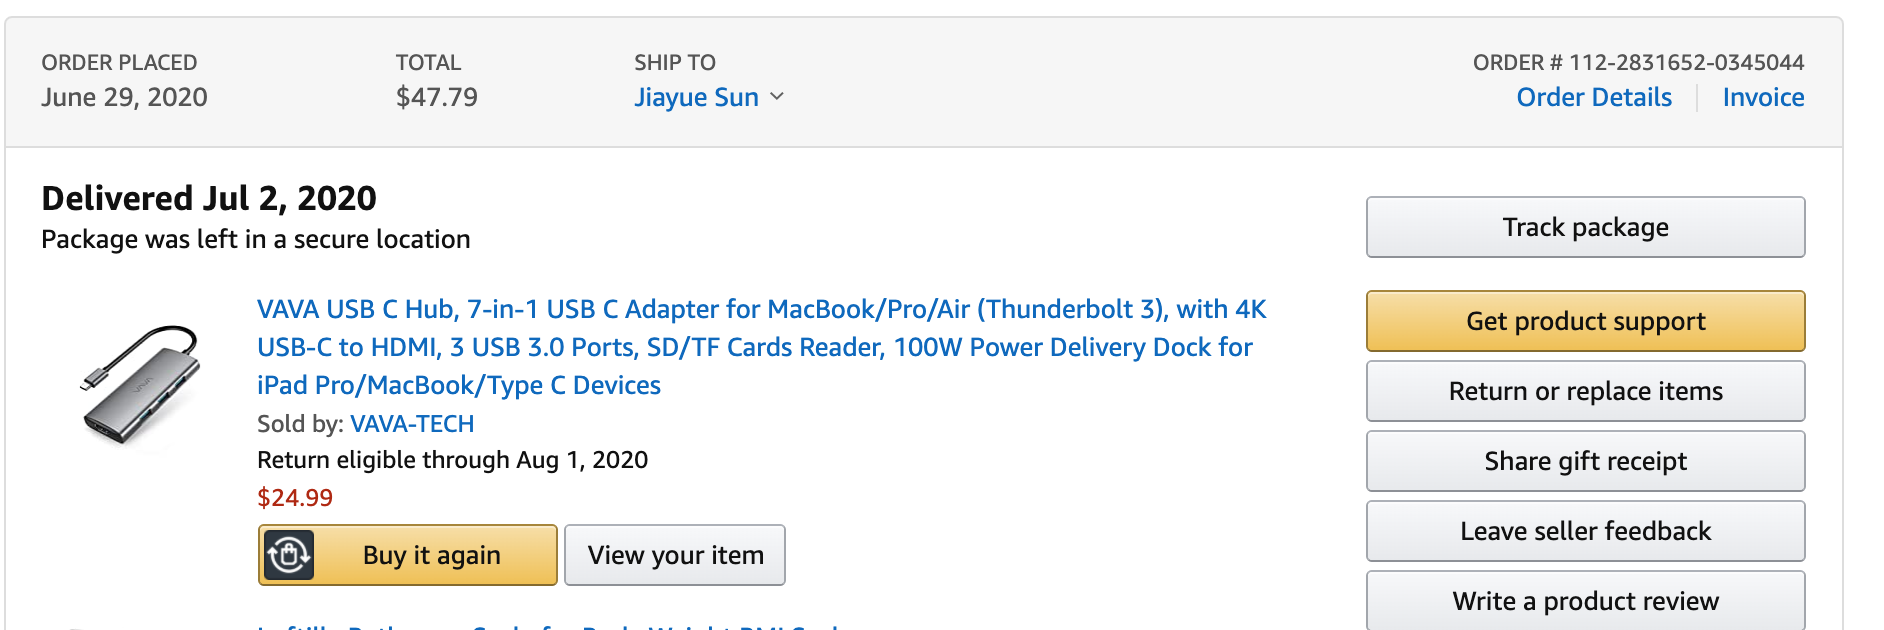 ORDER PLACED
June 29, 2020
TOTAL
$47.79
SHIP TO
Jiayue Sun
ORDER # 112-2831652-0345044
Order Details
Invoice
Delivered Jul 2, 2020
Package was left in a secure location
VAVA USB C Hub, 7-in-1 USB C Adapter for MacBook/Pro/Air (Thunderbolt 3), with 4K
USB-C to HDMI, 3 USB 3.0 Ports, SD/TF Cards Reader, 100W Power Delivery Dock for
iPad Pro/MacBook/Type C Devices
Sold by: VAVA-TECH
Return eligible through Aug 1, 2020
$24.99
Buy it again
View your item
Track package
Get product support
Return or replace items
Share gift receipt
Leave seller feedback
Write a product review
VAVA